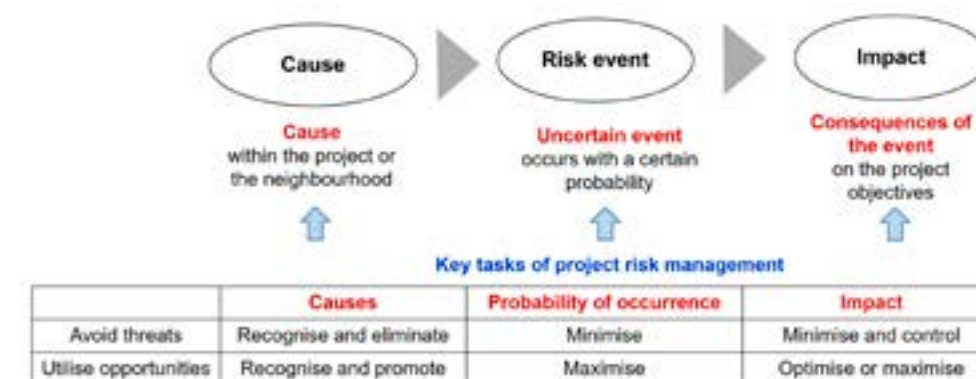 Cause
Risk event
Impact
Cause
within the project or
the neighbourhood
Uncertain event
occurs with a certain
probability
Consequences of
the event
on the project
objectives
Key tasks of project risk management
Causes Probability of occurrence Impact
Avoid threats Recognise and eliminate Minimise Minimise and control
Utilise opportunities Recognise and promote Maximise Optimise or maximise